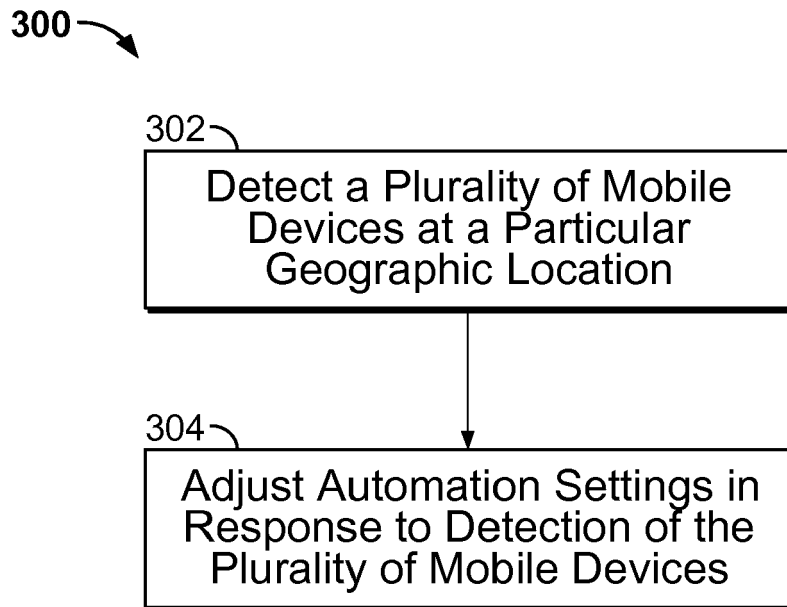 300
302
Detect a Plurality of Mobile
Devices at a Particular
Geographic Location
304
Adjust Automation Settings in
Response to Detection of the
Plurality of Mobile Devices